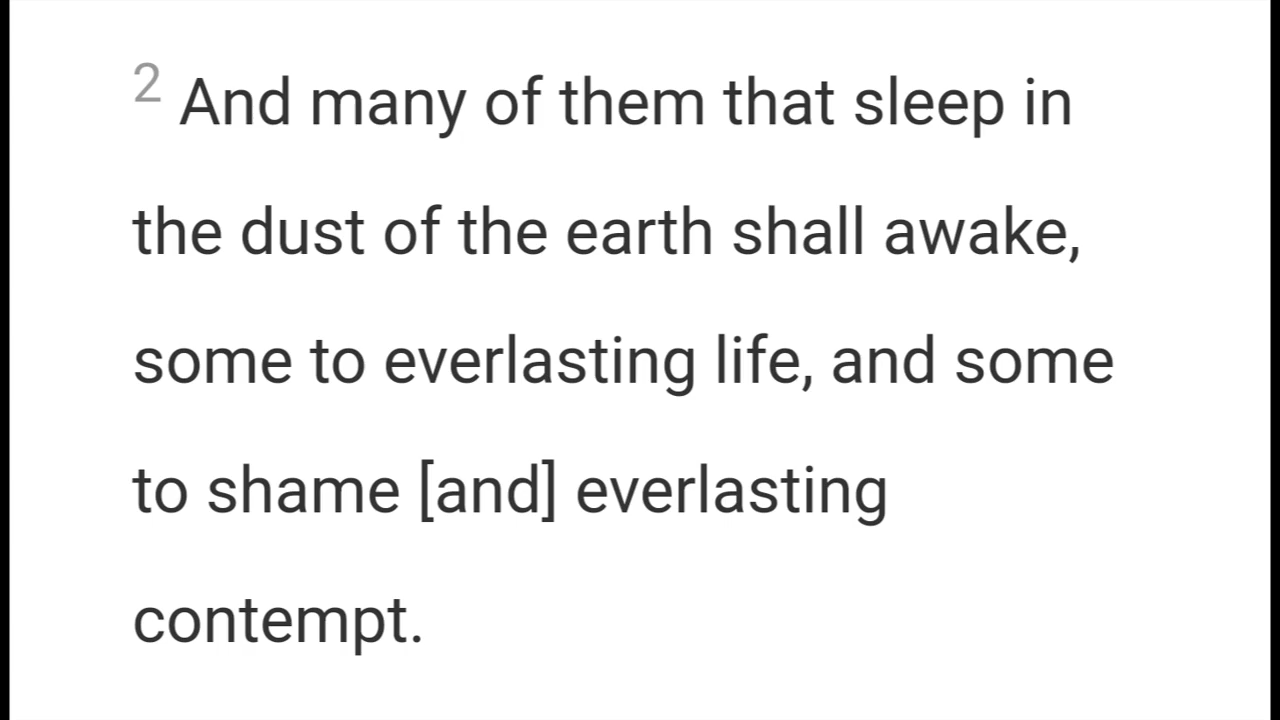 2 And many of them that sleep in
the dust of the earth shall awake,
some to everlasting life, and some
to shame [and] everlasting
contempt.